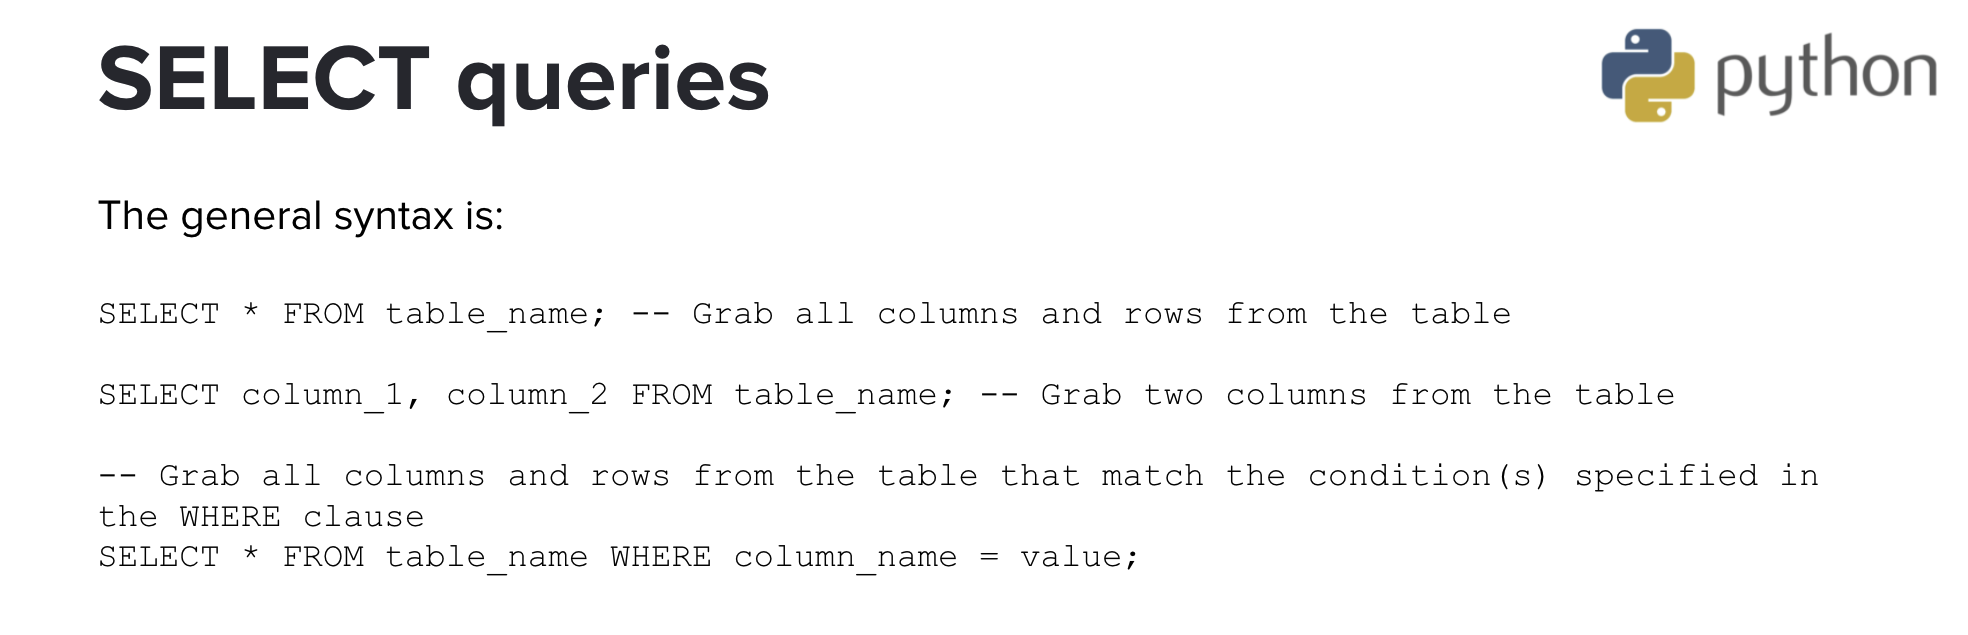 SELECT queries
python
The general syntax is:
SELECT * FROM table_name; -- Grab all columns and rows from the table
SELECT column_1, column_2 FROM table_name; -- Grab two columns from the table
-- Grab all columns and rows from the table that match the condition(s) specified in
the WHERE clause
SELECT * FROM table_name WHERE column_name = value;